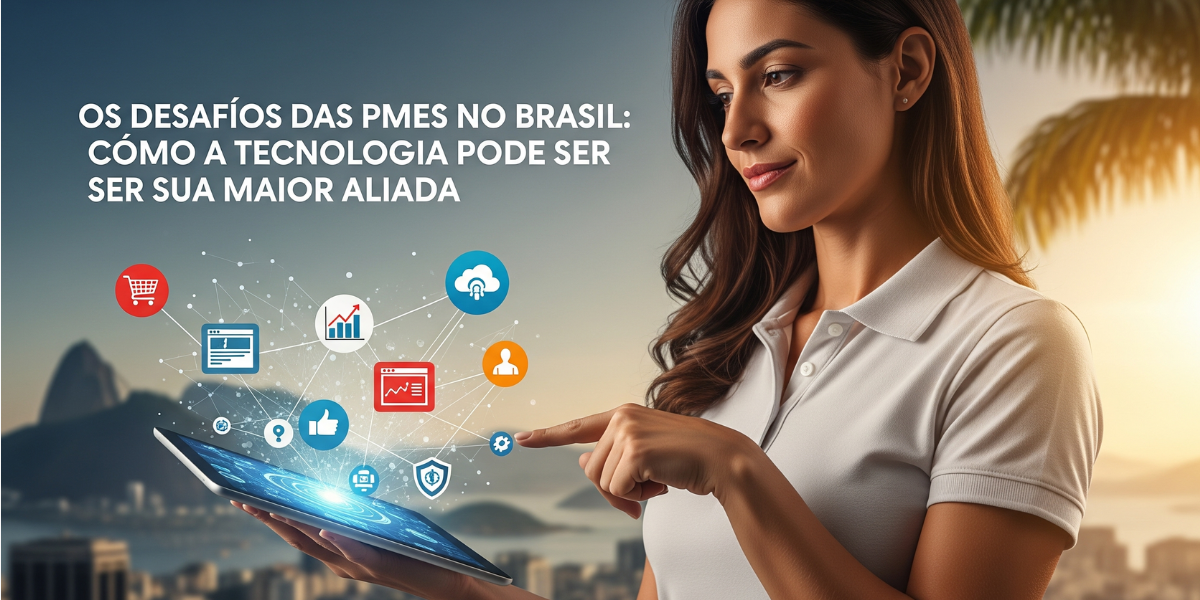 OS DESAFÍOS DAS PMES NO BRASIL:
CÓMO A TECNOLOGIA PODE SER
SER SUA MAIOR ALIADA